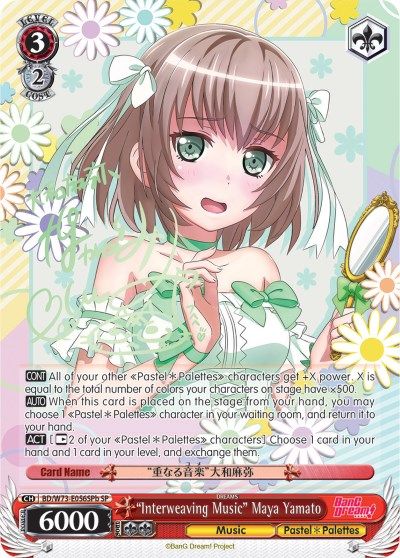 LEVEL
3
2
COST
CONT All of your other ≪Pastel＊Palettes≫ characters get +X power. X is
equal to the total number of colors your characters on stage have ×500.
AUTO When this card is placed on the stage from your hand, you may
choose 1 ≪Pastel＊Palettes≫ character in your waiting room, and return it to
your hand.
ACT [2 of your ≪Pastel＊Palettes≫ characters] Choose 1 card in your
hand and 1 card in your level, and exchange them.
Card Name
“重なる音楽”大和麻弥
CH BD/W73-E056SPb SP
DREAMS
“Interweaving Music” Maya Yamato
BanG Dream!
POWER
6000
Music
Pastel＊Palettes
©BanG Dream! Project